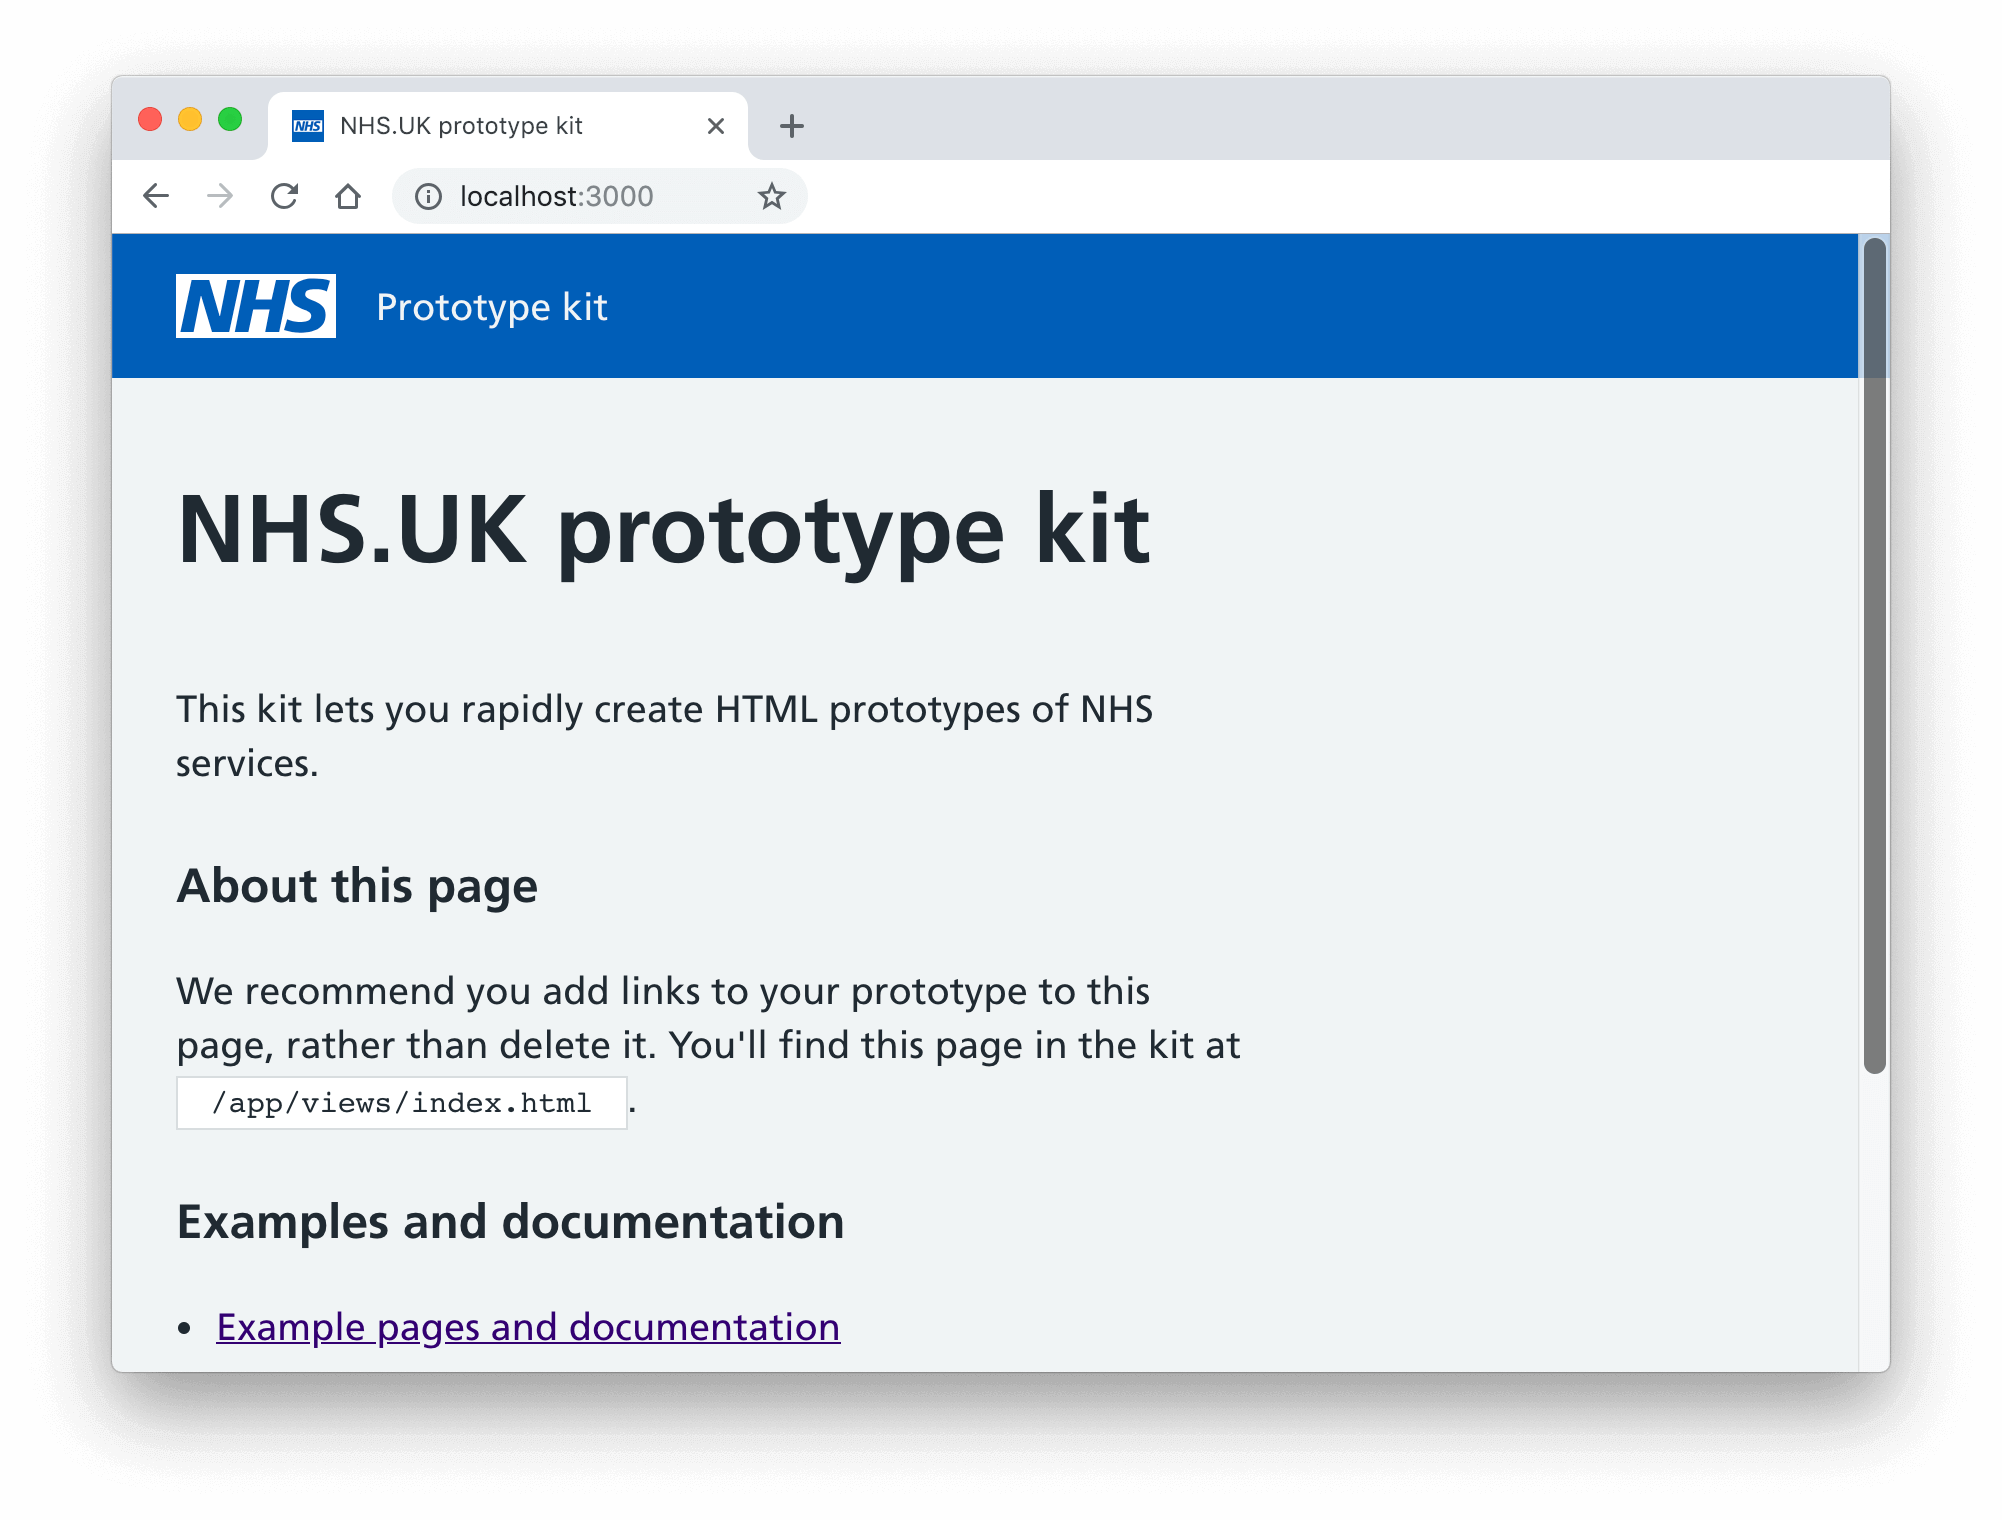 NHS NHS.UK prototype kit
localhost:3000
NHS Prototype kit
NHS.UK prototype kit
This kit lets you rapidly create HTML prototypes of NHS
services.
About this page
We recommend you add links to your prototype to this
page, rather than delete it. You'll find this page in the kit at
/app/views/index.html .
Examples and documentation
• Example pages and documentation